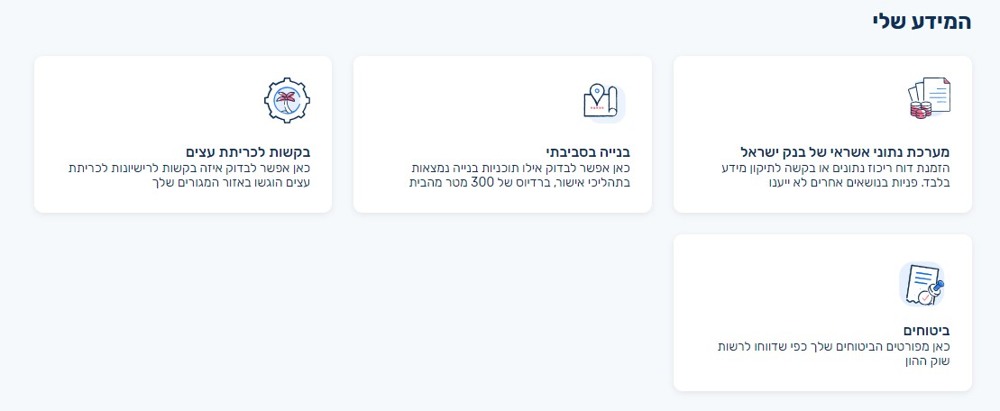 המידע שלי
מערכת נתוני אשראי של בנק ישראל
הזמנת דוח ריכוז נתונים או בקשה לתיקון מידע
בלבד. פניות בנושאים אחרים לא ייענו
בנייה בסביבתי
כאן אפשר לבדוק אילו תוכניות בנייה נמצאות
בתהליכי אישור, ברדיוס של 300 מטר מהבית
בקשות לכריתת עצים
כאן אפשר לבדוק איזה בקשות לרישיונות לכריתת
עצים הוגשו באזור המגורים שלך
ביטוחים
כאן מפורטים הביטוחים שלך כפי שדווחו לרשות
שוק ההון